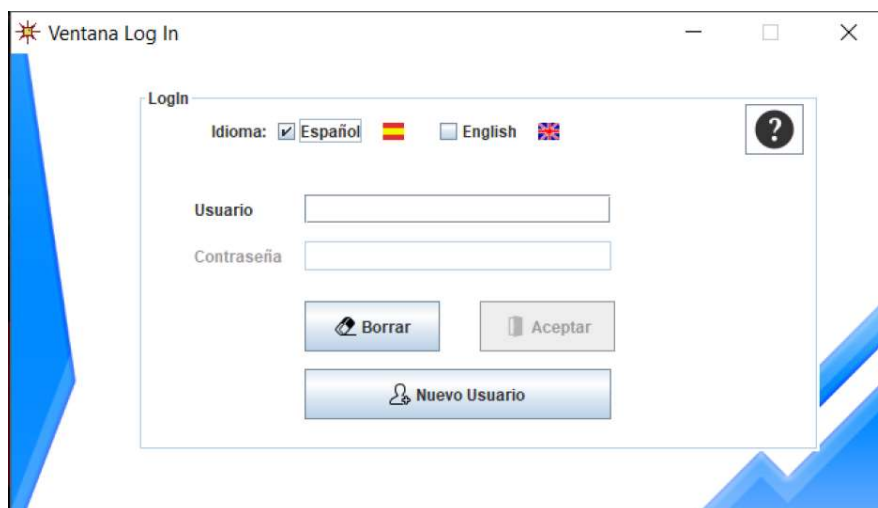 Ventana Log In
LogIn
Idioma: Español English
?
Usuario
Contraseña
Borrar Aceptar
Nuevo Usuario